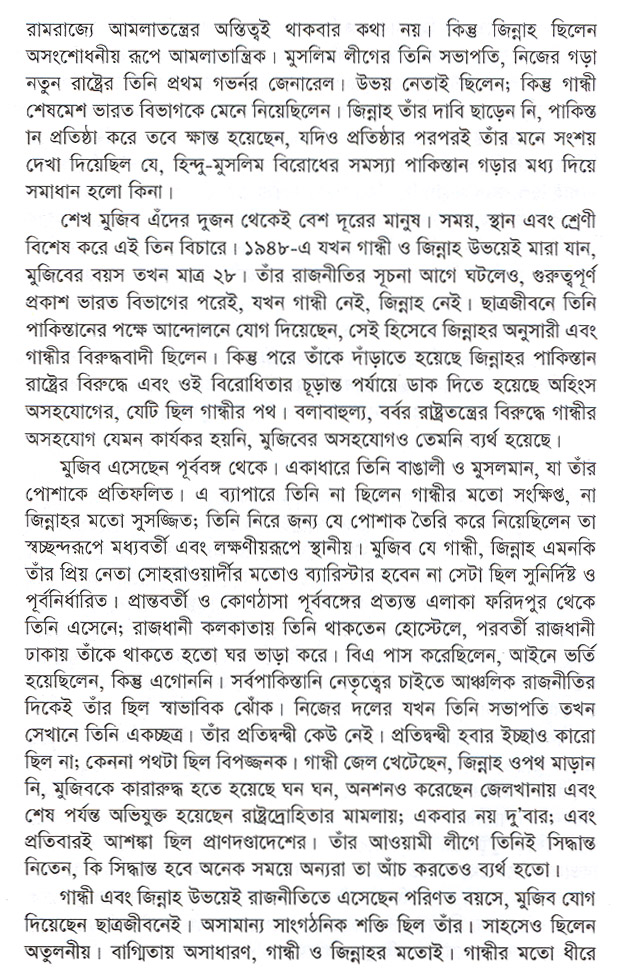 রামরাজ্যে আমলাতন্ত্রের অস্তিত্বই থাকবার কথা নয়। কিন্তু জিন্নাহ ছিলেন
অসংশোধনীয় রূপে আমলাতান্ত্রিক। মুসলিম লীগের তিনি সভাপতি, নিজের গড়া
নতুন রাষ্ট্রের তিনি প্রথম গভর্নর জেনারেল। উভয় নেতাই ছিলেন; কিন্তু গান্ধী
শেষমেশ ভারত বিভাগকে মেনে নিয়েছিলেন। জিন্নাহ তাঁর দাবি ছাড়েন নি, পাকিস্ত
ান প্রতিষ্ঠা করে তবে ক্ষান্ত হয়েছেন, যদিও প্রতিষ্ঠার পরপরই তাঁর মনে সংশয়
দেখা দিয়েছিল যে, হিন্দু-মুসলিম বিরোধের সমস্যা পাকিস্তান গড়ার মধ্য দিয়ে
সমাধান হলো কিনা।
শেখ মুজিব এঁদের দুজন থেকেই বেশ দূরের মানুষ। সময়, স্থান এবং শ্রেণী
বিশেষ করে এই তিন বিচারে। ১৯৪৮-এ যখন গান্ধী ও জিন্নাহ উভয়েই মারা যান,
মুজিবের বয়স তখন মাত্র ২৮। তাঁর রাজনীতির সূচনা আগে ঘটলেও, গুরুত্বপূর্ণ
প্রকাশ ভারত বিভাগের পরেই, যখন গান্ধী নেই, জিন্নাহ নেই। ছাত্রজীবনে তিনি
পাকিস্তানের পক্ষে আন্দোলনে যোগ দিয়েছেন, সেই হিসেবে জিন্নাহর অনুসারী এবং
গান্ধীর বিরুদ্ধবাদী ছিলেন। কিন্তু পরে তাঁকে দাঁড়াতে হয়েছে জিন্নাহর পাকিস্তান
রাষ্ট্রের বিরুদ্ধে এবং ওই বিরোধিতার চূড়ান্ত পর্যায়ে ডাক দিতে হয়েছে অহিংস
অসহযোগের, যেটি ছিল গান্ধীর পথ। বলাবাহুল্য, বর্বর রাষ্ট্রতন্ত্রের বিরুদ্ধে গান্ধীর
অসহযোগ যেমন কার্যকর হয়নি, মুজিবের অসহযোগও তেমনি ব্যর্থ হয়েছে।
মুজিব এসেছেন পূর্ববঙ্গ থেকে। একাধারে তিনি বাঙালী ও মুসলমান, যা তাঁর
পোশাকে প্রতিফলিত। এ ব্যাপারে তিনি না ছিলেন গান্ধীর মতো সংক্ষিপ্ত, না
জিন্নাহর মতো সুসজ্জিত; তিনি নিরে জন্য যে পোশাক তৈরি করে নিয়েছিলেন তা
স্বচ্ছন্দরূপে মধ্যবর্তী এবং লক্ষণীয়রূপে স্থানীয়। মুজিব যে গান্ধী, জিন্নাহ এমনকি
তাঁর প্রিয় নেতা সোহরাওয়ার্দীর মতোও ব্যারিস্টার হবেন না সেটা ছিল সুনির্দিষ্ট ও
পূর্বনির্ধারিত। প্রান্তবর্তী ও কোণঠাসা পূর্ববঙ্গের প্রত্যন্ত এলাকা ফরিদপুর থেকে
তিনি এসেনে; রাজধানী কলকাতায় তিনি থাকতেন হোস্টেলে, পরবর্তী রাজধানী
ঢাকায় তাঁকে থাকতে হতো ঘর ভাড়া করে। বিএ পাস করেছিলেন, আইনে ভর্তি
হয়েছিলেন, কিন্তু এগোননি। সর্বপাকিস্তানি নেতৃত্বের চাইতে আঞ্চলিক রাজনীতির
দিকেই তাঁর ছিল স্বাভাবিক ঝোঁক। নিজের দলের যখন তিনি সভাপতি তখন
সেখানে তিনি একচ্ছত্র। তাঁর প্রতিদ্বন্দ্বী কেউ নেই। প্রতিদ্বন্দ্বী হবার ইচ্ছাও কারো
ছিল না; কেননা পথটা ছিল বিপজ্জনক। গান্ধী জেল খেটেছেন, জিন্নাহ ওপথ মাড়ান
নি, মুজিবকে কারারুদ্ধ হতে হয়েছে ঘন ঘন, অনশনও করেছেন জেলখানায় এবং
শেষ পর্যন্ত অভিযুক্ত হয়েছেন রাষ্ট্রদ্রোহিতার মামলায়; একবার নয় দু'বার; এবং
প্রতিবারই আশঙ্কা ছিল প্রাণদণ্ডাদেশের। তাঁর আওয়ামী লীগে তিনিই সিদ্ধান্ত
নিতেন, কি সিদ্ধান্ত হবে অনেক সময়ে অন্যরা তা আঁচ করতেও ব্যর্থ হতো।
গান্ধী এবং জিন্নাহ উভয়েই রাজনীতিতে এসেছেন পরিণত বয়সে, মুজিব যোগ
দিয়েছেন ছাত্রজীবনেই। অসামান্য সাংগঠনিক শক্তি ছিল তাঁর। সাহসেও ছিলেন
অতুলনীয়। বাগ্মিতায় অসাধারণ, গান্ধী ও জিন্নাহর মতোই। গান্ধীর মতো ধীরে